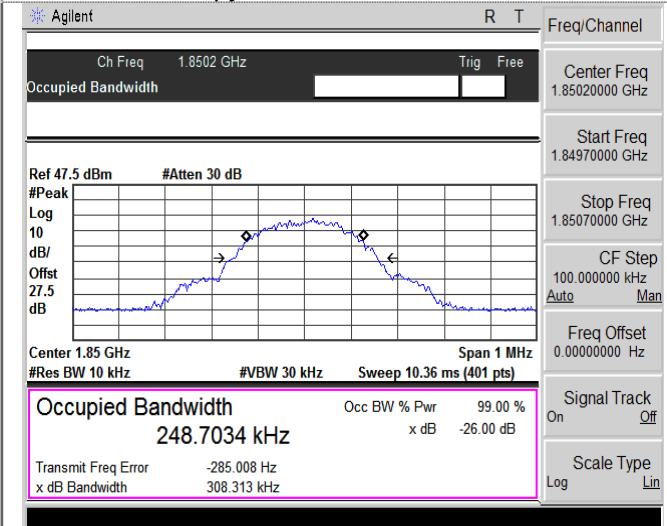 Agilent R T
Ch Freq 1.8502 GHz Trig Free
Occupied Bandwidth
Ref 47.5 dBm #Atten 30 dB
#Peak
Log
10
dB/
Offst
27.5
dB
Center 1.85 GHz Span 1 MHz
#Res BW 10 kHz #VBW 30 kHz Sweep 10.36 ms (401 pts)
Occupied Bandwidth Occ BW % Pwr 99.00 %
248.7034 kHz x dB -26.00 dB
Transmit Freq Error -285.008 Hz
x dB Bandwidth 308.313 kHz
Freq/Channel
Center Freq
1.85020000 GHz
Start Freq
1.84970000 GHz
Stop Freq
1.85070000 GHz
CF Step
100.000000 kHz
Auto Man
Freq Offset
0.00000000 Hz
Signal Track
On Off
Scale Type
Log Lin